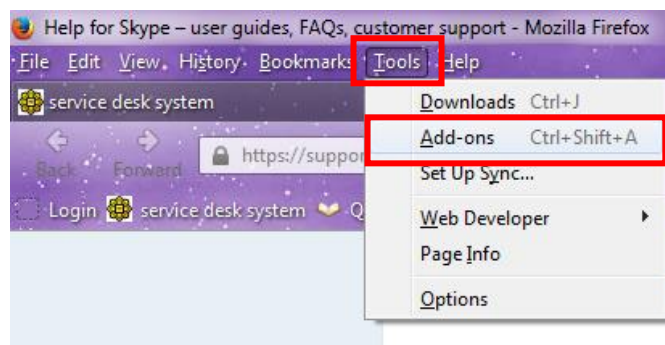 Help for Skype – user guides, FAQs, customer support - Mozilla Firefox
File Edit View History Bookmarks Tools Help
service desk system
Downloads Ctrl+J
Add-ons Ctrl+Shift+A
Back Forward https://suppor
Set Up Sync...
Login service desk system Q
Web Developer
Page Info
Options